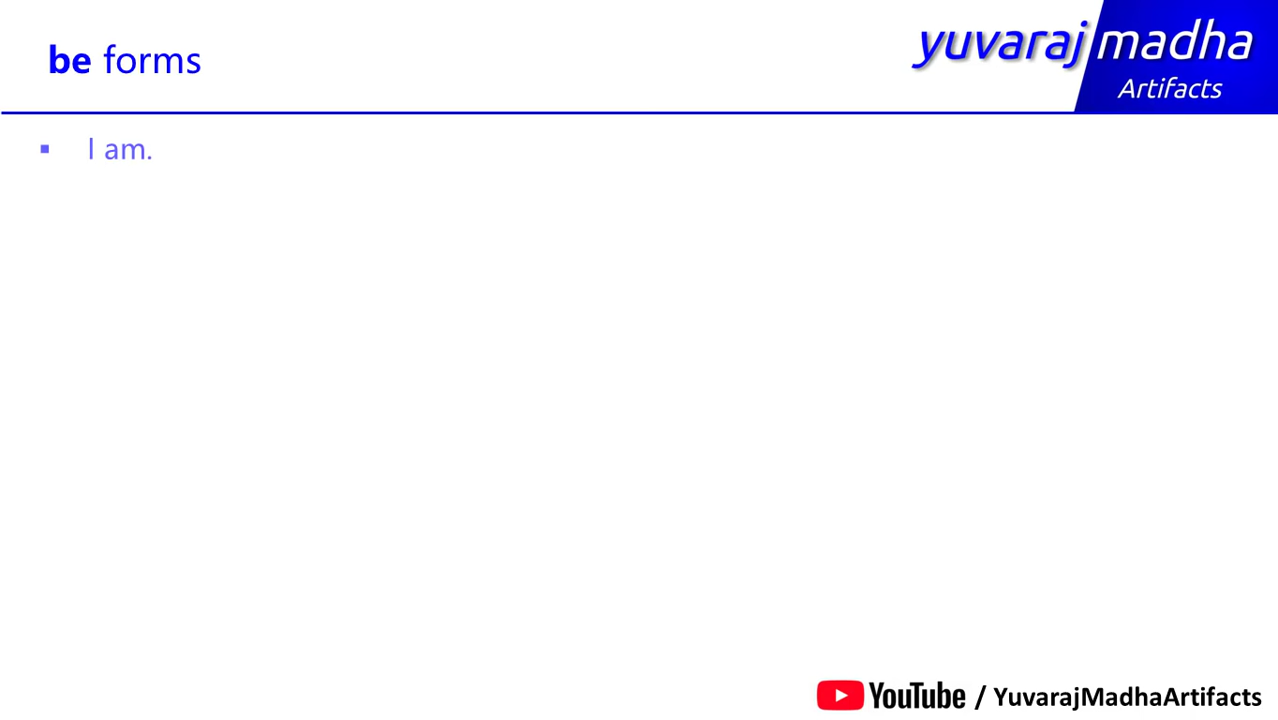 be forms
yuvaraj madha
Artifacts
▪ I am.
YouTube / YuvarajMadhaArtifacts